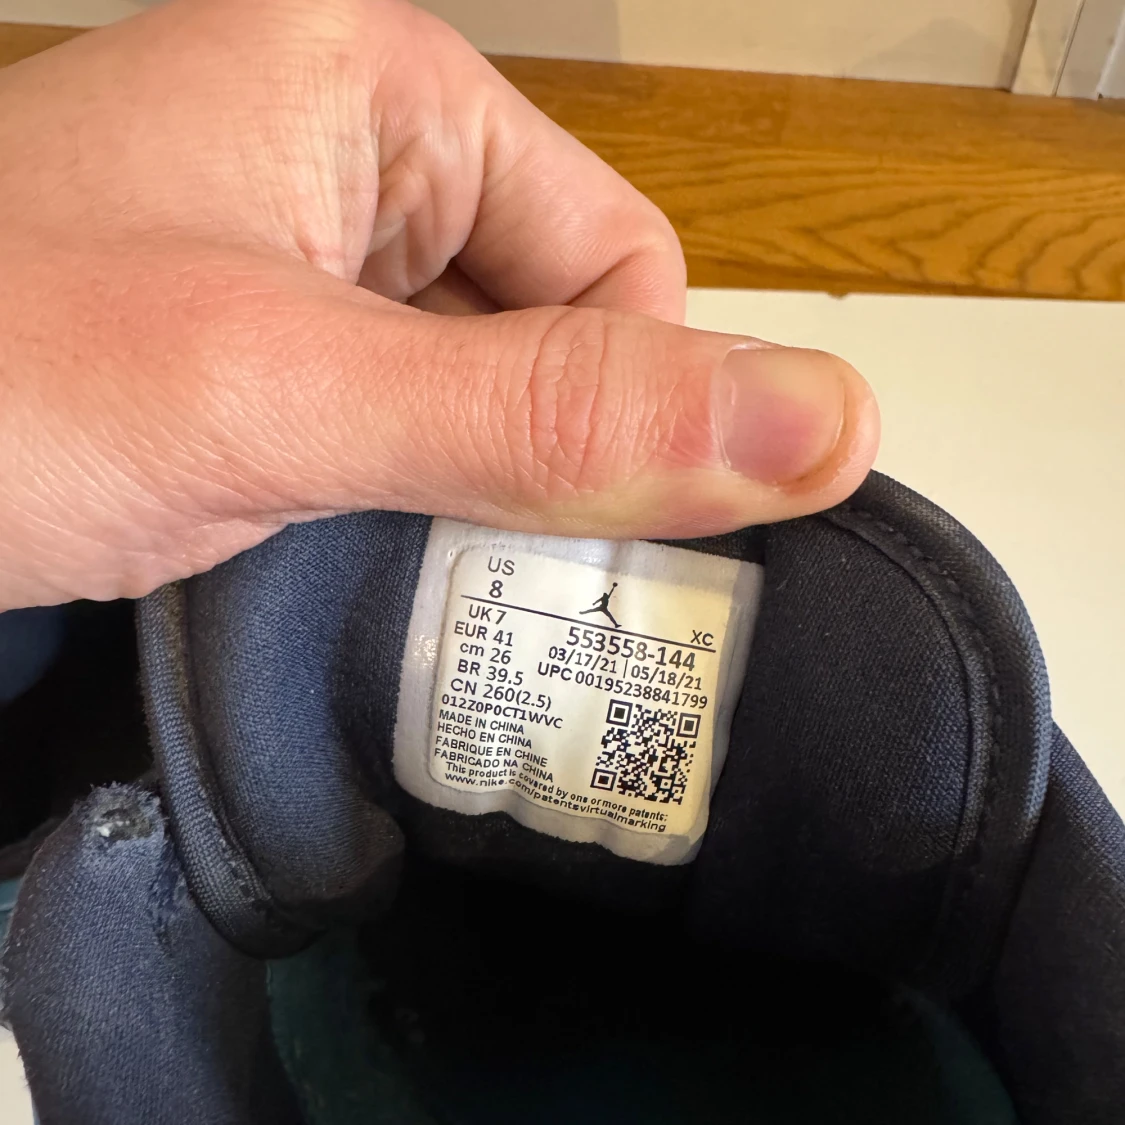 US
8
XC
UK 7
EUR 41
cm 26
BR 39.5
CN 260(2.5)
553558-144
03/17/21 | 05/18/21
UPC 00195238841799
012Z0P0CT1WVC
MADE IN CHINA
HECHO EN CHINA
FABRIQUE EN CHINE
FABRICADO NA CHINA
This product is covered by one or more patents:
www.nike.com/patentsvirtualmarking